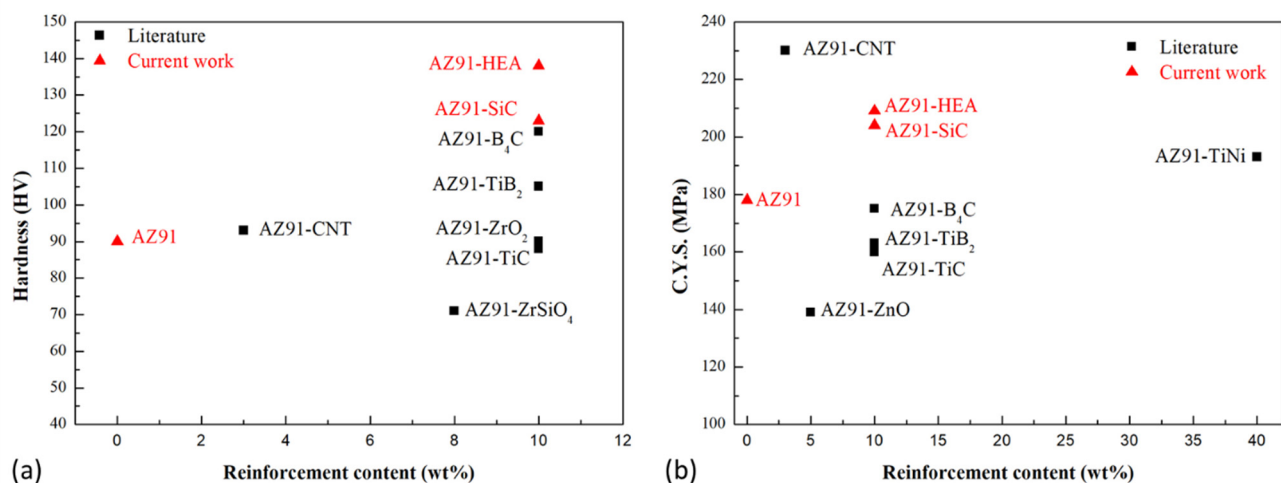 150
140
130
120
110
100
90
80
70
60
50
40
Hardness (HV)
Literature
Current work
AZ91-HEA
AZ91-SiC
AZ91-B₄C
AZ91-TiB₂
AZ91
AZ91-CNT
AZ91-ZrO₂
AZ91-TiC
AZ91-ZrSiO₄
0 2 4 6 8 10 12
(a) Reinforcement content (wt%)
240
220
200
180
160
140
120
100
C.Y.S. (MPa)
AZ91-CNT
Literature
Current work
AZ91-HEA
AZ91-SiC
AZ91-TiNi
AZ91
AZ91-B₄C
AZ91-TiB₂
AZ91-TiC
AZ91-ZnO
0 5 10 15 20 25 30 35 40
(b) Reinforcement content (wt%)